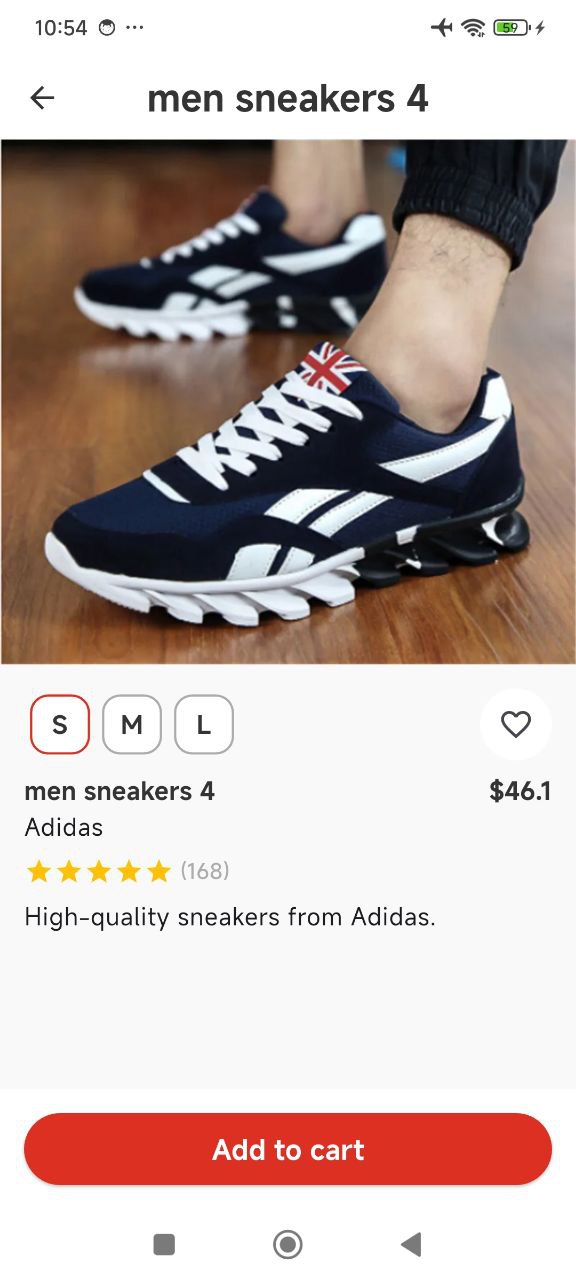 10:54
59
men sneakers 4
S M L
men sneakers 4 $46.1
Adidas
(168)
High-quality sneakers from Adidas.
Add to cart